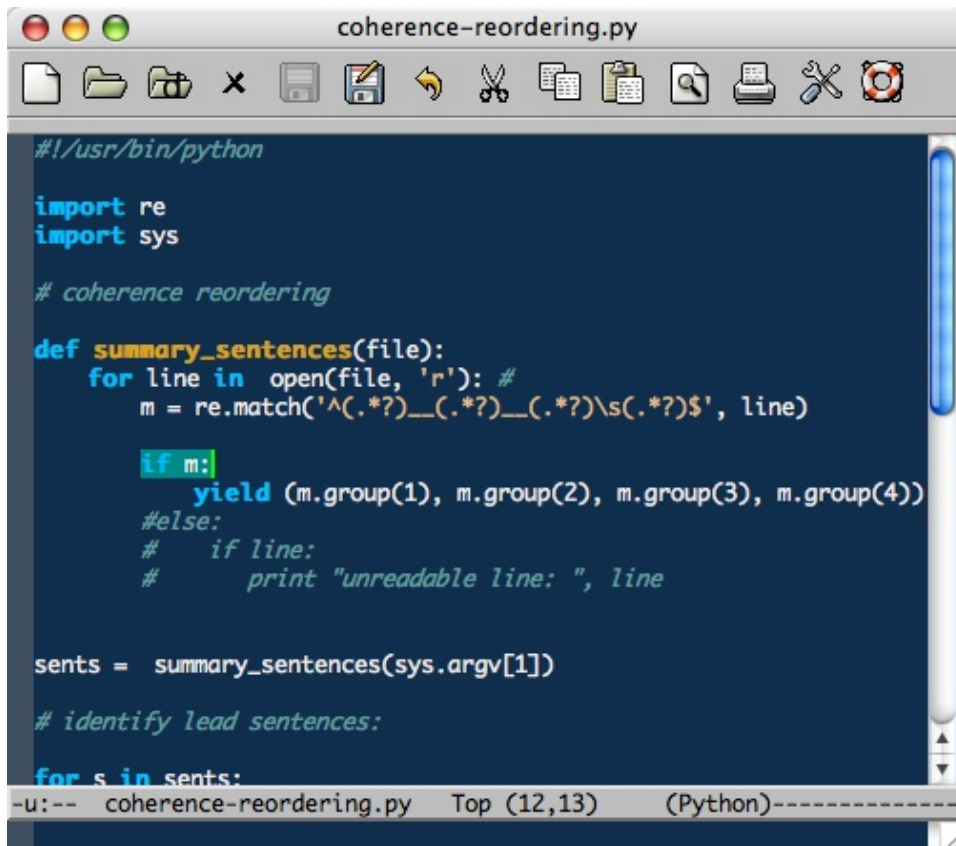 coherence-reordering.py
#!/usr/bin/python
import re
import sys
# coherence reordering
def summary_sentences(file):
    for line in  open(file, 'r'): #
        m = re.match('^(.*?)__(.*?)__(.*?)\s(.*?)$', line)
        if m:
            yield (m.group(1), m.group(2), m.group(3), m.group(4))
        #else:
        #    if line:
        #       print "unreadable line: ", line
sents =  summary_sentences(sys.argv[1])
# identify lead sentences:
for s in sents:
-u:--  coherence-reordering.py   Top (12,13)     (Python)--------------